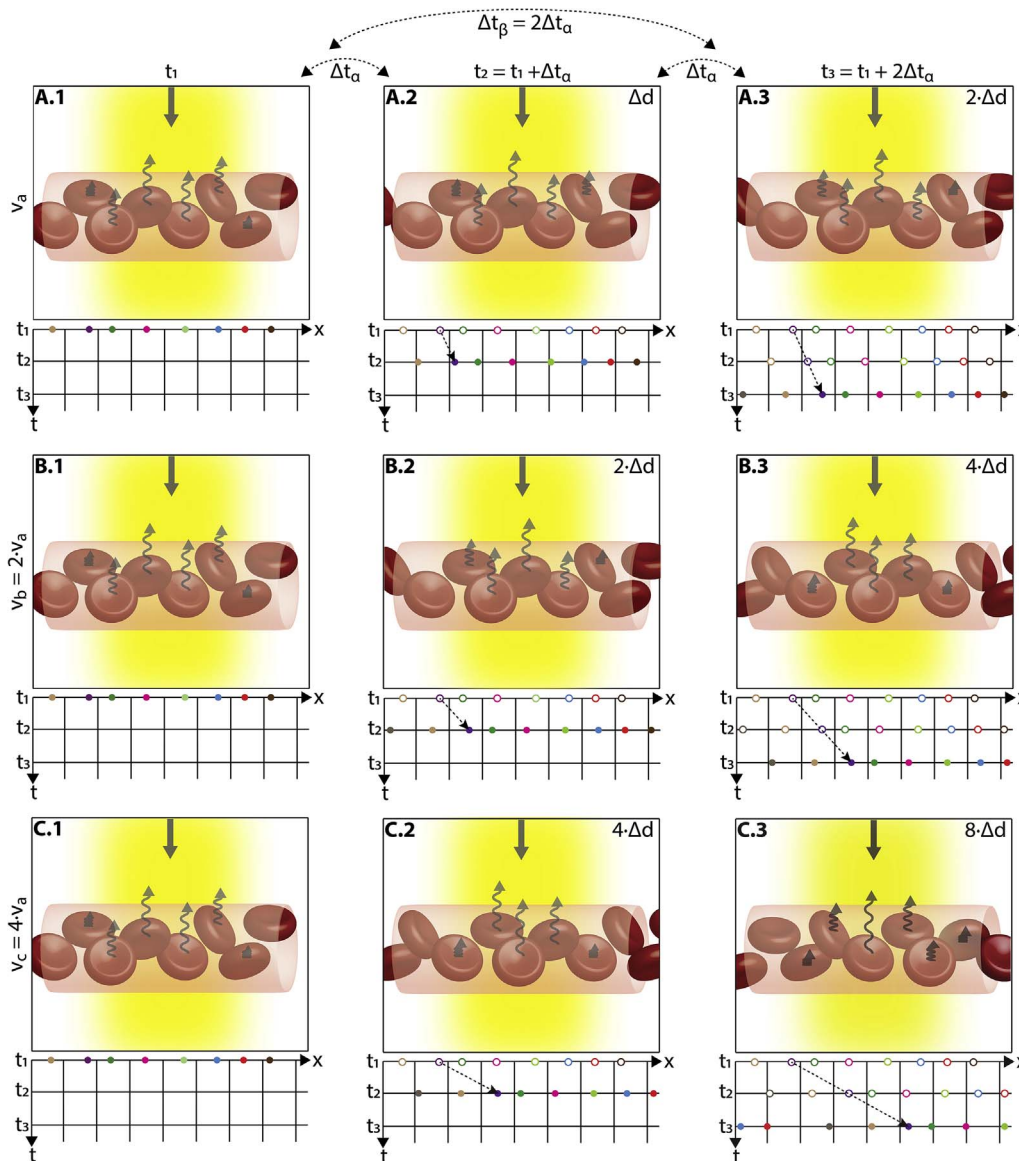 Δtβ = 2Δtα
t₁ Δtα t₂ = t₁ +Δtα Δtα t₃ = t₁ + 2Δtα
A.1 A.2 Δd A.3 2·Δd
vₐ
t₁ x t₁ x t₁
t₂ t₂ t₂
t₃ t₃ t₃
t t t
B.1 B.2 2·Δd B.3 4·Δd
v_b = 2·vₐ
t₁ x t₁ x t₁
t₂ t₂ t₂
t₃ t₃ t₃
t t t
C.1 C.2 4·Δd C.3 8·Δd
v_c = 4·vₐ
t₁ x t₁ x t₁
t₂ t₂ t₂
t₃ t₃ t₃
t t t